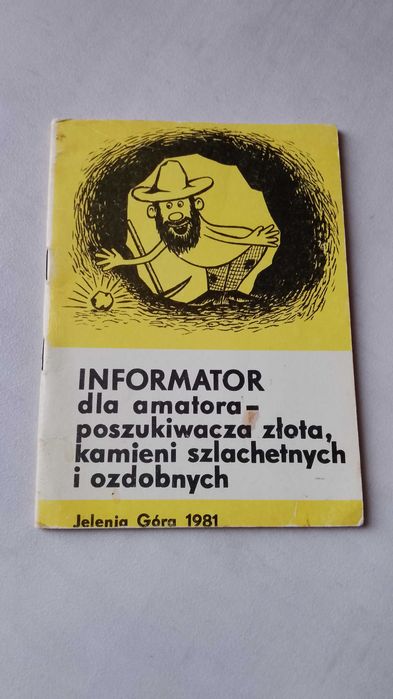 INFORMATOR
dla amatora-
poszukiwacza złota,
kamieni szlachetnych
i ozdobnych
Jelenia Góra 1981